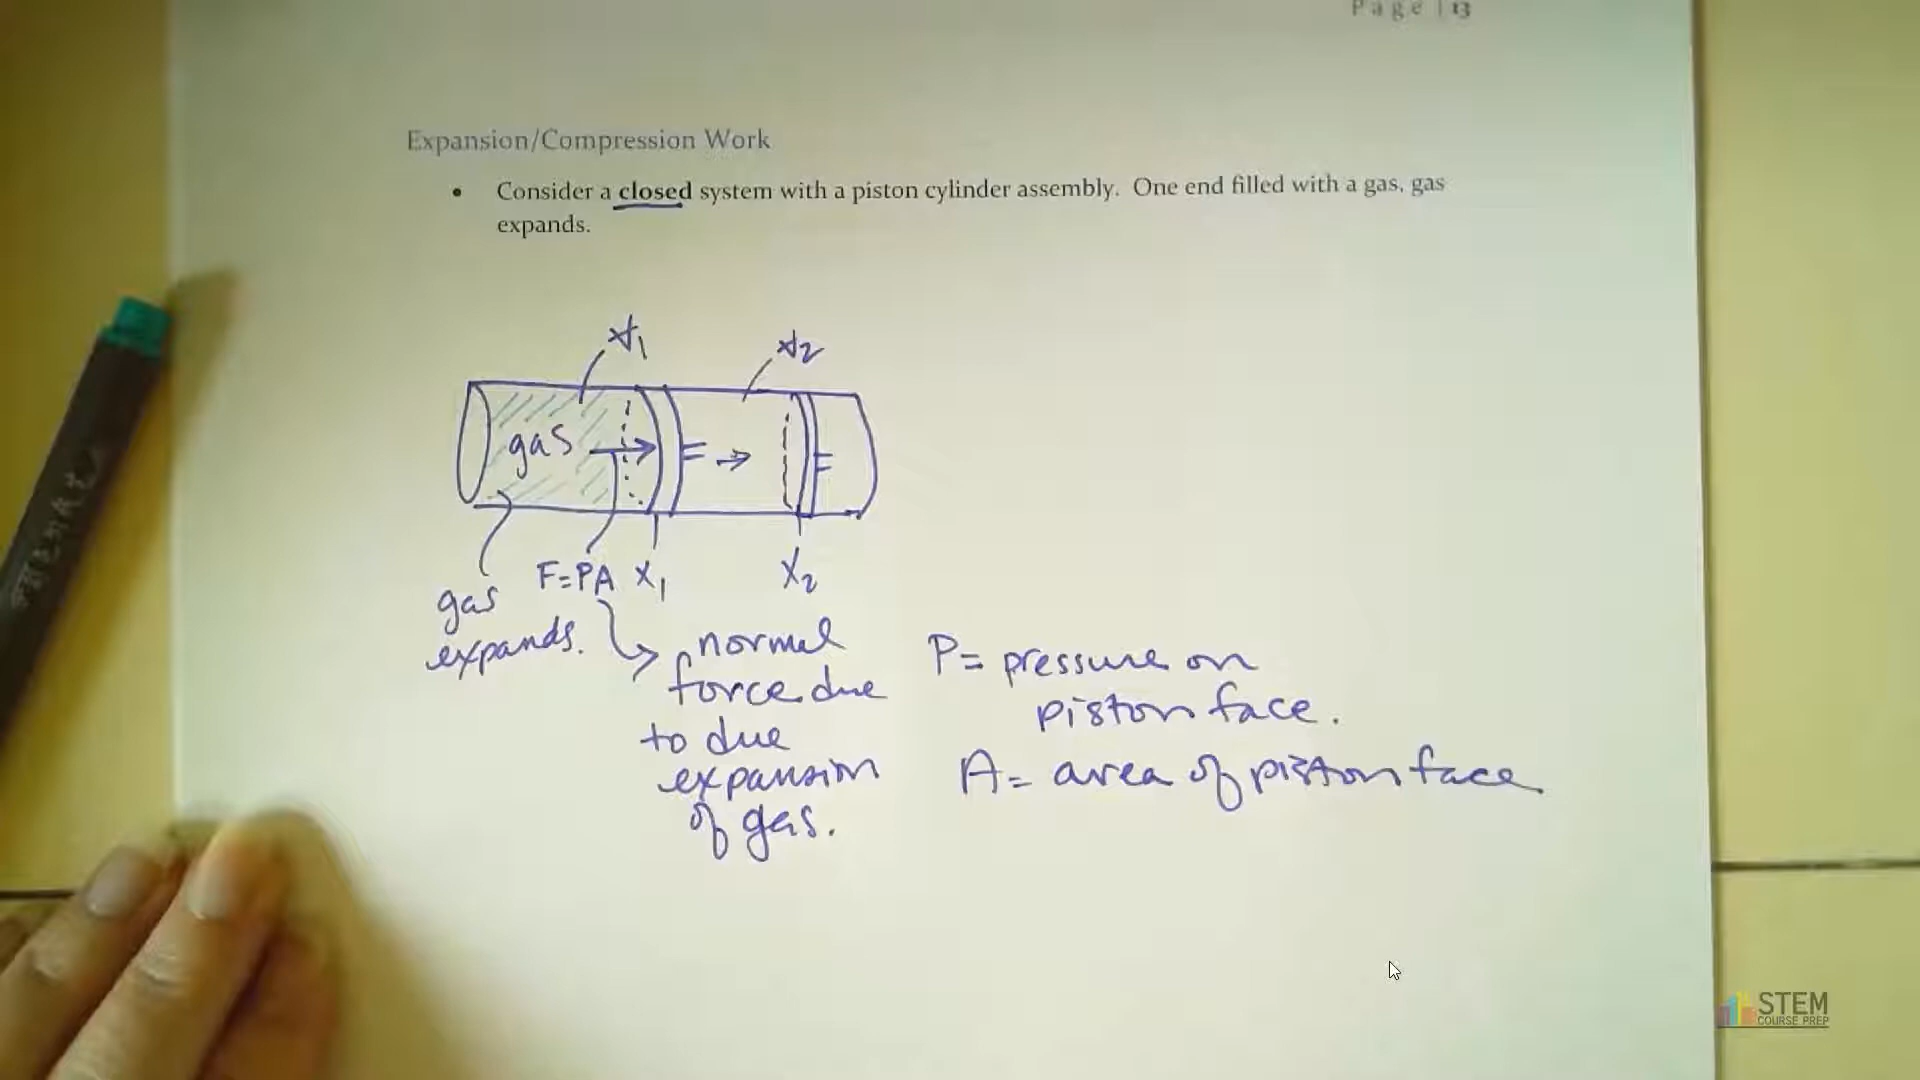 Page | 13
Expansion/Compression Work
• Consider a closed system with a piston cylinder assembly. One end filled with a gas, gas
expands.
V1
V2
gas
F=PA
x1
x2
gas
expands.
normal
force due
to due
expansion
of gas.
P= pressure on
piston face.
A= area of piston face
STEM
COURSE PREP